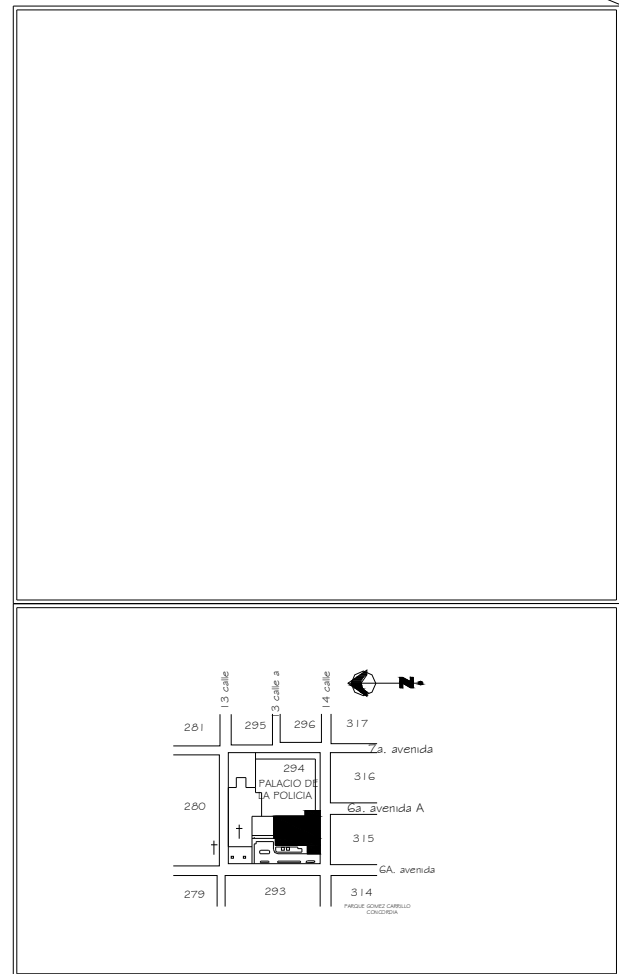 13 calle
13 calle a
14 calle
N.
281
295
296
317
7a. avenida
294
PALACIO DE
LA POLICIA
316
280
6a. avenida A
315
6A. avenida
279
293
314
PARQUE GOMEZ CARRILLO
CONCORDIA